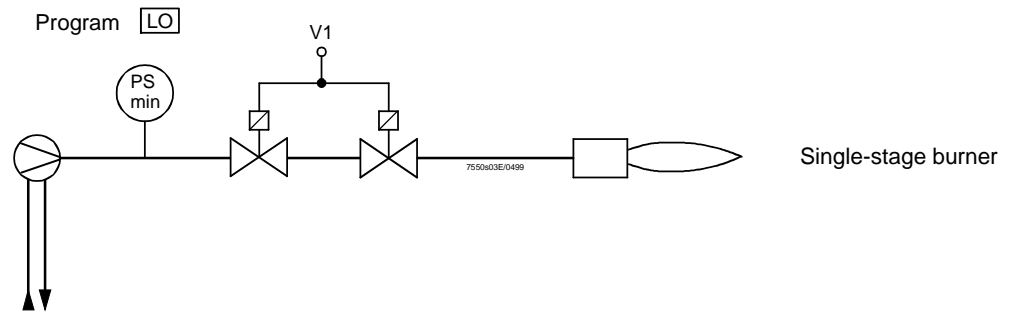 Program LO
V1
PS
min
7550s03E/0499
Single-stage burner